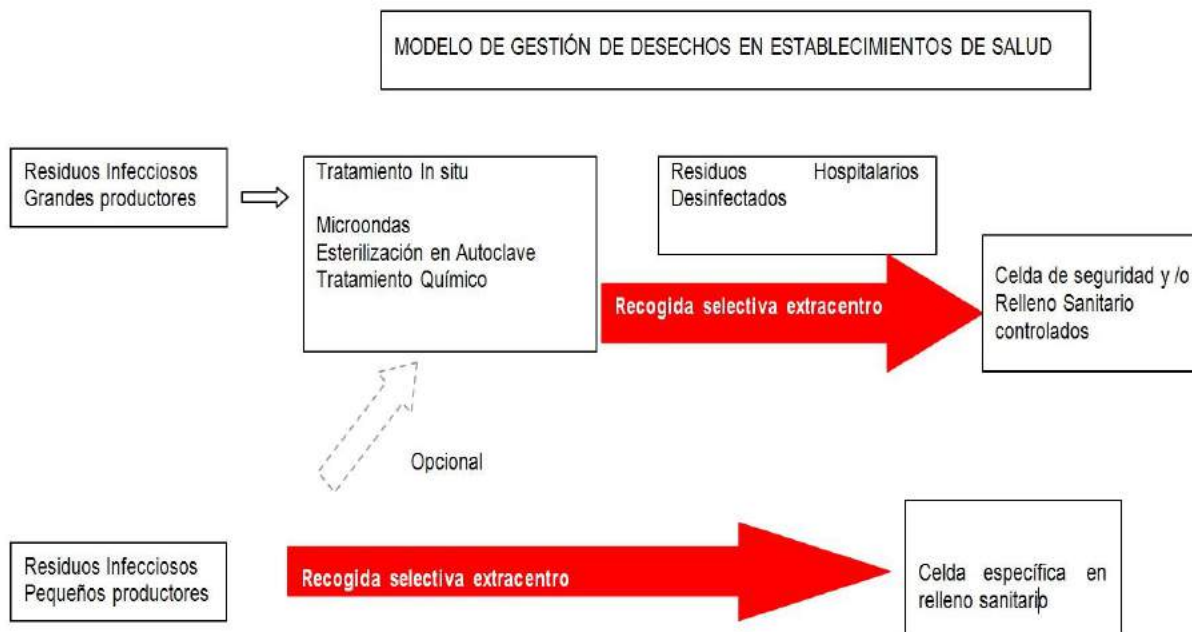 MODELO DE GESTIÓN DE DESECHOS EN ESTABLECIMIENTOS DE SALUD
Residuos Infecciosos
Grandes productores
Tratamiento In situ
Microondas
Esterilización en Autoclave
Tratamiento Químico
Residuos Hospitalarios
Desinfectados
Recogida selectiva extracentro
Celda de seguridad y /o
Relleno Sanitario
controlados
Opcional
Residuos Infecciosos
Pequeños productores
Recogida selectiva extracentro
Celda específica en
relleno sanitario